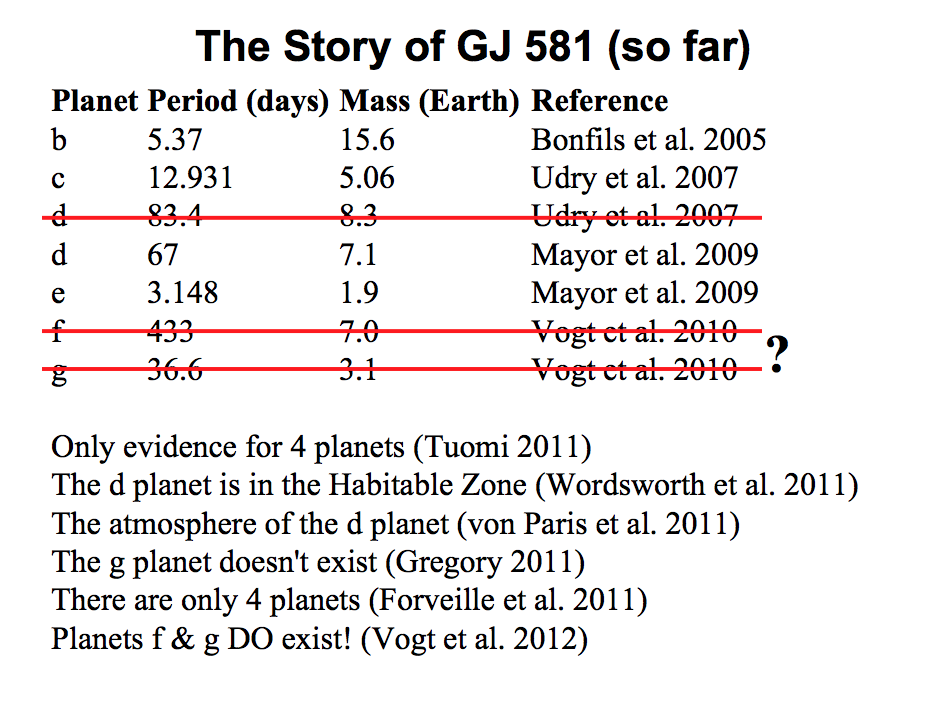 The Story of GJ 581 (so far)
Planet Period (days) Mass (Earth) Reference
b 5.37 15.6 Bonfils et al. 2005
c 12.931 5.06 Udry et al. 2007
d 83.4 8.3 Udry et al. 2007
d 67 7.1 Mayor et al. 2009
e 3.148 1.9 Mayor et al. 2009
f 433 7.0 Vogt et al. 2010
?
g 36.6 3.1 Vogt et al. 2010
Only evidence for 4 planets (Tuomi 2011)
The d planet is in the Habitable Zone (Wordsworth et al. 2011)
The atmosphere of the d planet (von Paris et al. 2011)
The g planet doesn't exist (Gregory 2011)
There are only 4 planets (Forveille et al. 2011)
Planets f & g DO exist! (Vogt et al. 2012)